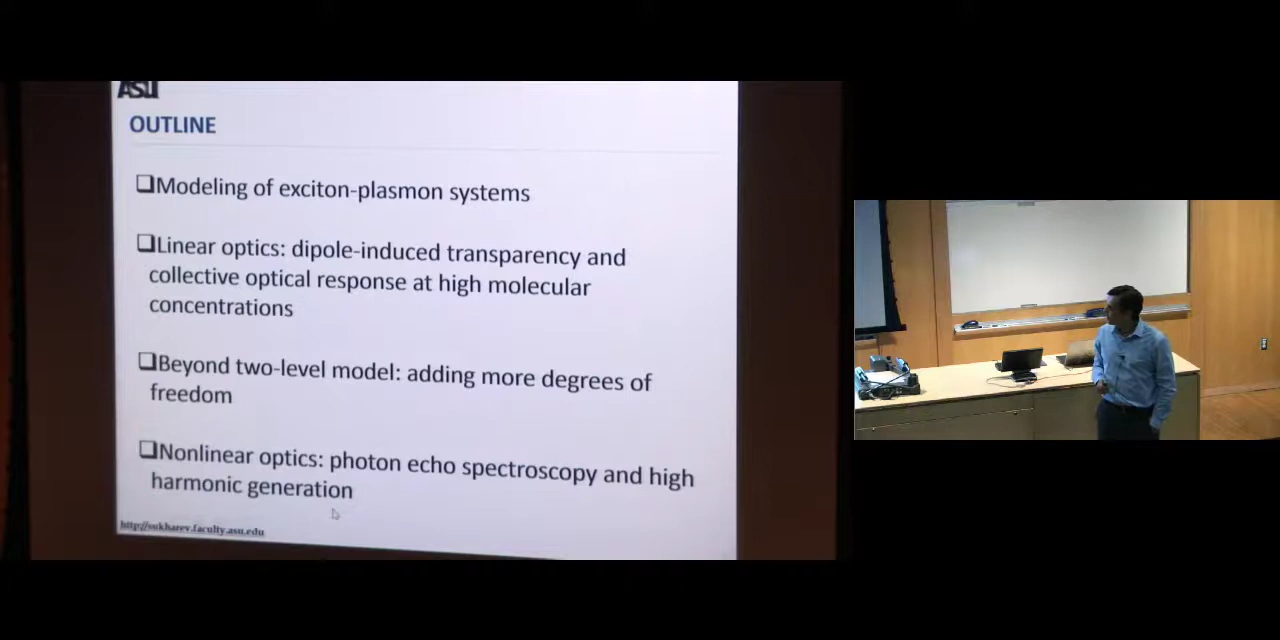 ASU
OUTLINE
❑Modeling of exciton-plasmon systems
❑Linear optics: dipole-induced transparency and
collective optical response at high molecular
concentrations
❑Beyond two-level model: adding more degrees of
freedom
❑Nonlinear optics: photon echo spectroscopy and high
harmonic generation
http://sukharev.faculty.asu.edu